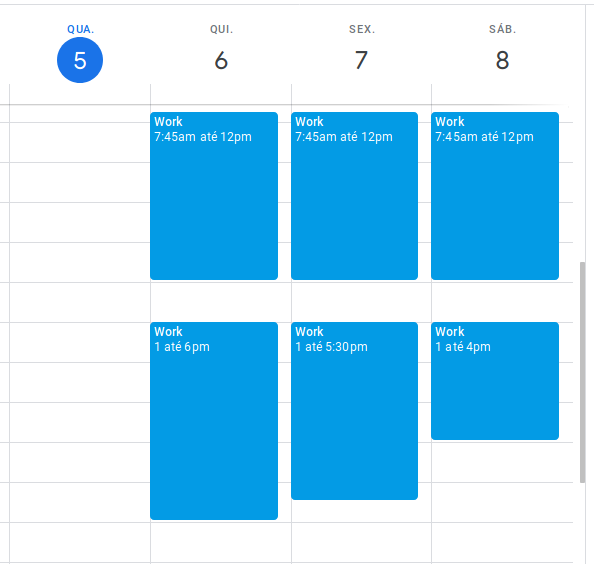 QUA. QUI. SEX. SÁB.
5 6 7 8
Work
7:45am até 12pm
Work
7:45am até 12pm
Work
7:45am até 12pm
Work
1 até 6pm
Work
1 até 5:30pm
Work
1 até 4pm